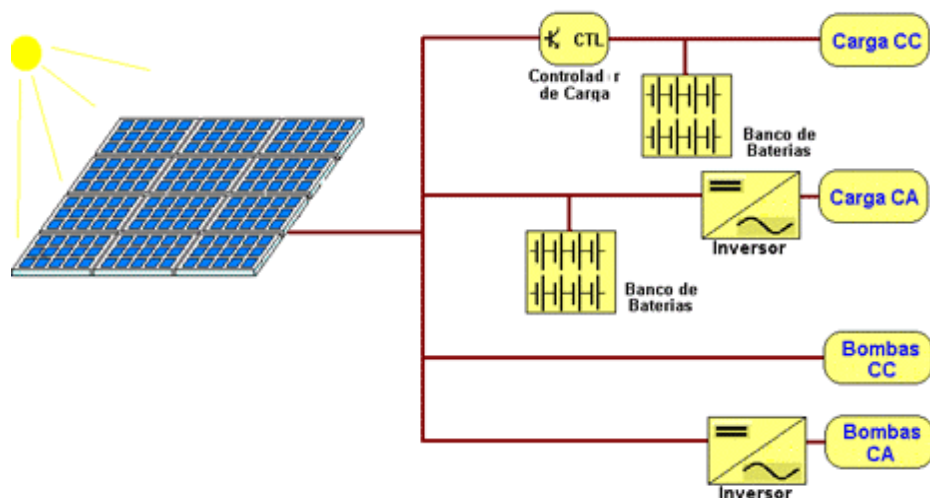 CTL
Carga CC
Controlador
de Carga
Banco de
Baterias
Carga CA
Inversor
Banco de
Baterias
Bombas
CC
Bombas
CA
Inversor